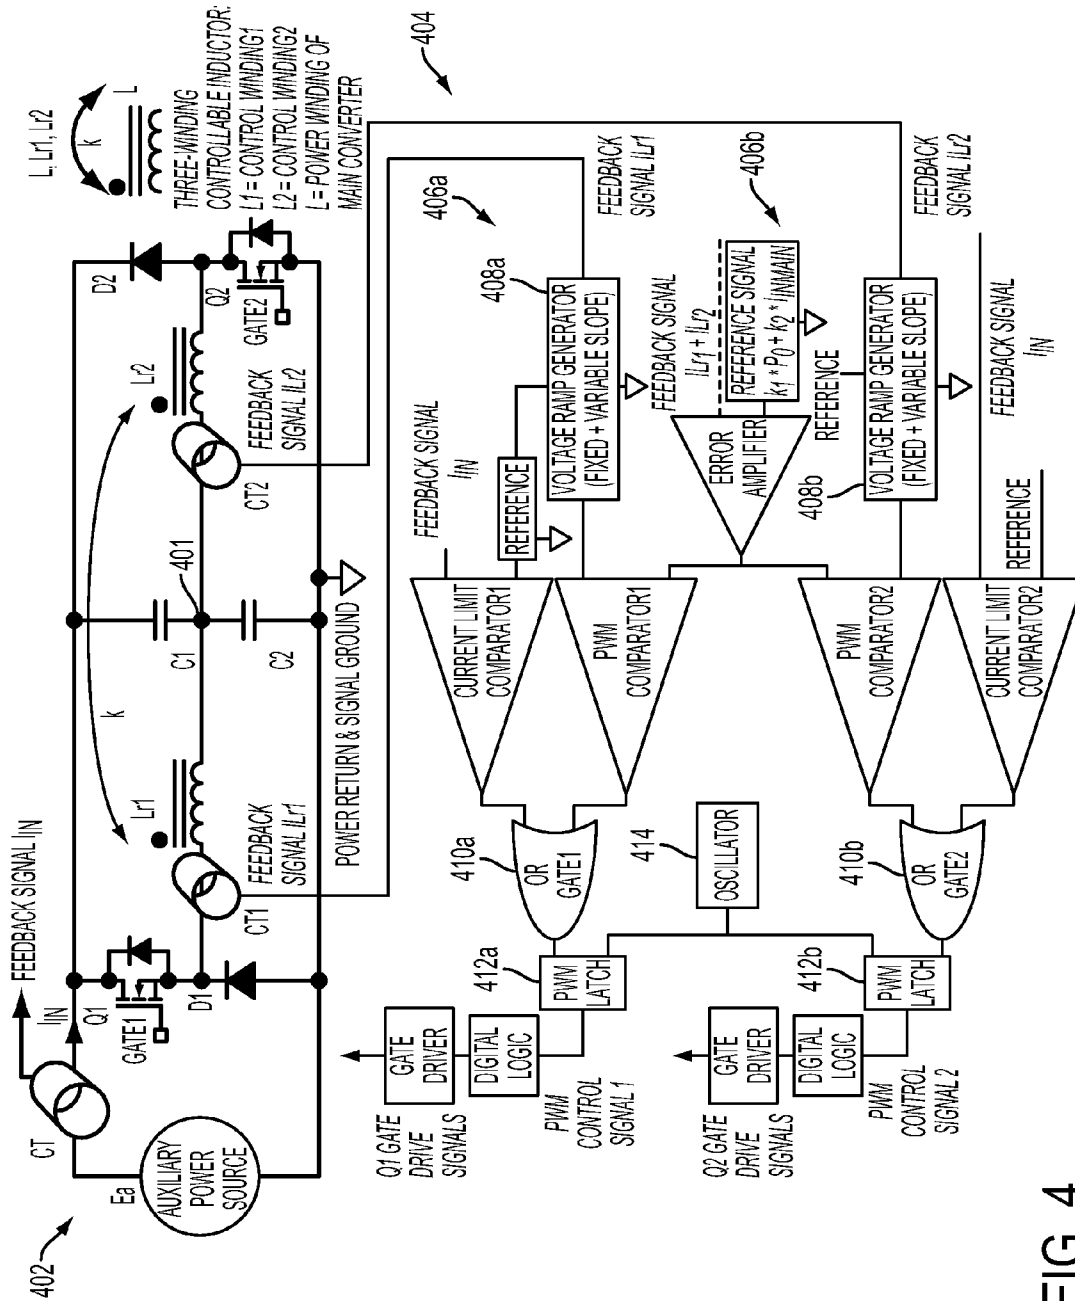 402
Ea
AUXILIARY
POWER
SOURCE
CT
FEEDBACK SIGNAL IIN
IIN
Q1
GATE1
D1
CT1
Lr1
FEEDBACK
SIGNAL ILr1
k
C1
C2
401
POWER RETURN & SIGNAL GROUND
CT2
Lr2
FEEDBACK
SIGNAL ILr2
D2
Q2
GATE2
L, Lr1, Lr2
k
L
THREE-WINDING
CONTROLLABLE INDUCTOR:
L1 = CONTROL WINDING1
L2 = CONTROL WINDING2
L = POWER WINDING OF
MAIN CONVERTER
404
Q1 GATE
DRIVE
SIGNALS
GATE
DRIVER
DIGITAL
LOGIC
PWM
CONTROL
SIGNAL 1
412a
PWM
LATCH
410a
OR
GATE1
CURRENT LIMIT
COMPARATOR1
PWM
COMPARATOR1
FEEDBACK SIGNAL
IIN
REFERENCE
408a
VOLTAGE RAMP GENERATOR
(FIXED + VARIABLE SLOPE)
406a
FEEDBACK
SIGNAL ILr1
414
OSCILLATOR
ERROR
AMPLIFIER
FEEDBACK SIGNAL
ILr1 + ILr2
REFERENCE SIGNAL
k1 * P0 + k2 * IINMAIN
406b
Q2 GATE
DRIVE
SIGNALS
GATE
DRIVER
DIGITAL
LOGIC
PWM
CONTROL
SIGNAL 2
412b
PWM
LATCH
410b
OR
GATE2
PWM
COMPARATOR2
CURRENT LIMIT
COMPARATOR2
408b
REFERENCE
VOLTAGE RAMP GENERATOR
(FIXED + VARIABLE SLOPE)
FEEDBACK
SIGNAL ILr2
REFERENCE
FEEDBACK SIGNAL
IIN
FIG. 4